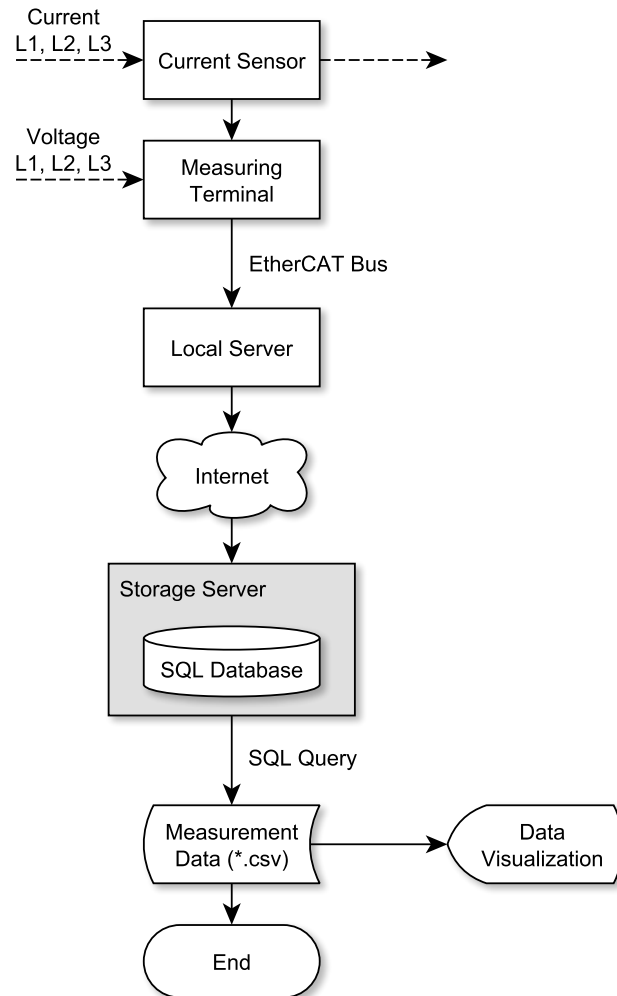 Current
L1, L2, L3
Current Sensor
Voltage
L1, L2, L3
Measuring
Terminal
EtherCAT Bus
Local Server
Internet
Storage Server
SQL Database
SQL Query
Measurement
Data (*.csv)
Data
Visualization
End